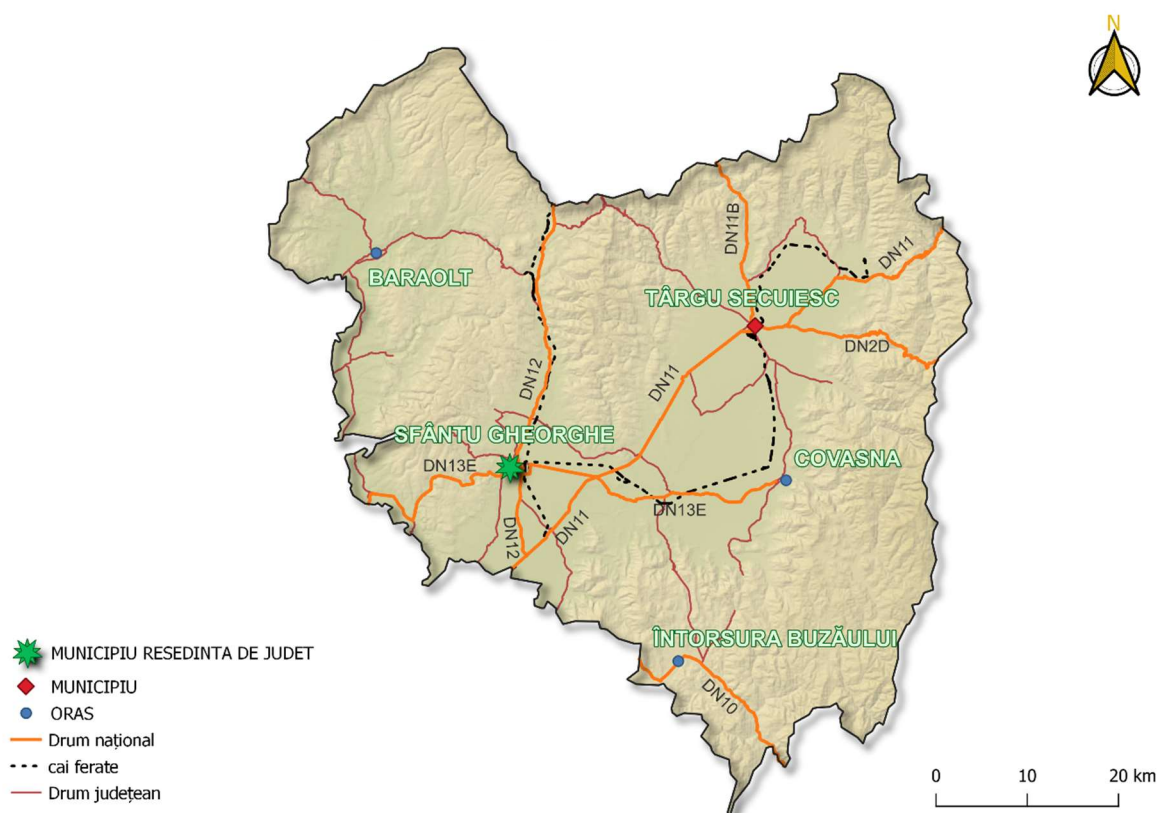 N
DN11B
DN11
BARAOLT
TÂRGU SECUIESC
DN2D
DN12
DN11
SFÂNTU GHEORGHE
COVASNA
DN13E
DN13E
DN12
DN11
ÎNTORSURA BUZĂULUI
DN10
MUNICIPIU RESEDINTA DE JUDET
MUNICIPIU
ORAS
Drum național
cai ferate
Drum județean
0 10 20 km